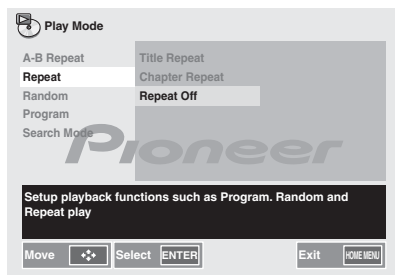 Play Mode
A-B Repeat
Repeat
Random
Program
Search Mode
Title Repeat
Chapter Repeat
Repeat Off
Pioneer
Setup playback functions such as Program. Random and
Repeat play
Move Select ENTER Exit HOME MENU